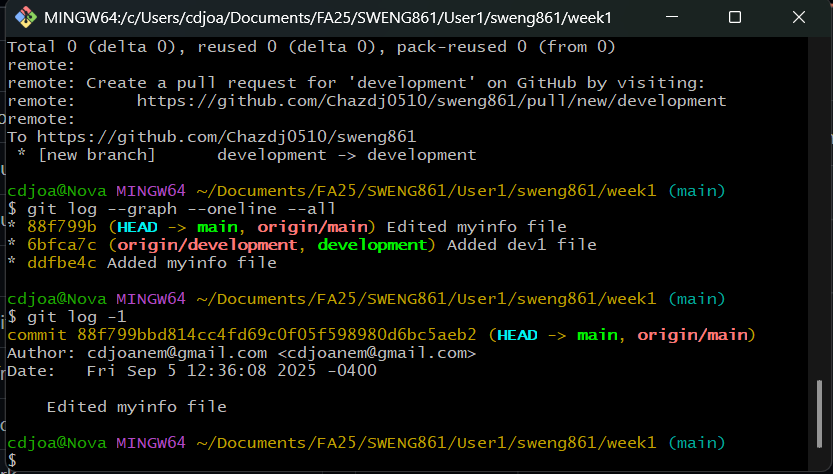 MINGW64:/c/Users/cdjoa/Documents/FA25/SWENG861/User1/sweng861/week1
Total 0 (delta 0), reused 0 (delta 0), pack-reused 0 (from 0)
remote:
remote: Create a pull request for 'development' on GitHub by visiting:
remote:      https://github.com/Chazdj0510/sweng861/pull/new/development
remote:
To https://github.com/Chazdj0510/sweng861
 * [new branch]      development -> development
cdjoa@Nova MINGW64 ~/Documents/FA25/SWENG861/User1/sweng861/week1 (main)
$ git log --graph --oneline --all
* 88f799b (HEAD -> main, origin/main) Edited myinfo file
* 6bfca7c (origin/development, development) Added dev1 file
* ddfbe4c Added myinfo file
cdjoa@Nova MINGW64 ~/Documents/FA25/SWENG861/User1/sweng861/week1 (main)
$ git log -1
commit 88f799bbd814cc4fd69c0f05f598980d6bc5aeb2 (HEAD -> main, origin/main)
Author: cdjoanem@gmail.com <cdjoanem@gmail.com>
Date:   Fri Sep 5 12:36:08 2025 -0400
    Edited myinfo file
cdjoa@Nova MINGW64 ~/Documents/FA25/SWENG861/User1/sweng861/week1 (main)
$